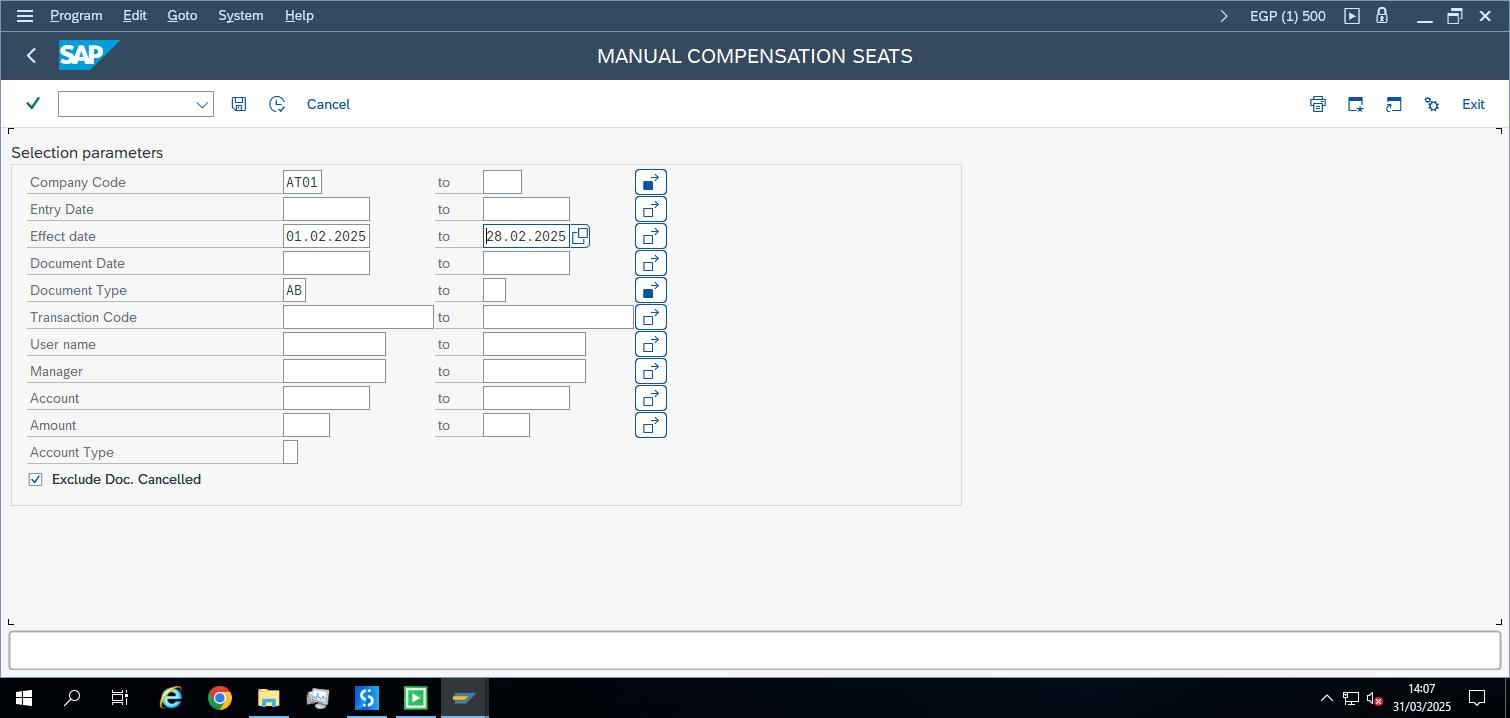 Program Edit Goto System Help EGP (1) 500
SAP MANUAL COMPENSATION SEATS
Cancel Exit
Selection parameters
Company Code AT01 to
Entry Date to
Effect date 01.02.2025 to 28.02.2025
Document Date to
Document Type AB to
Transaction Code to
User name to
Manager to
Account to
Amount to
Account Type
Exclude Doc. Cancelled
14:07
31/03/2025